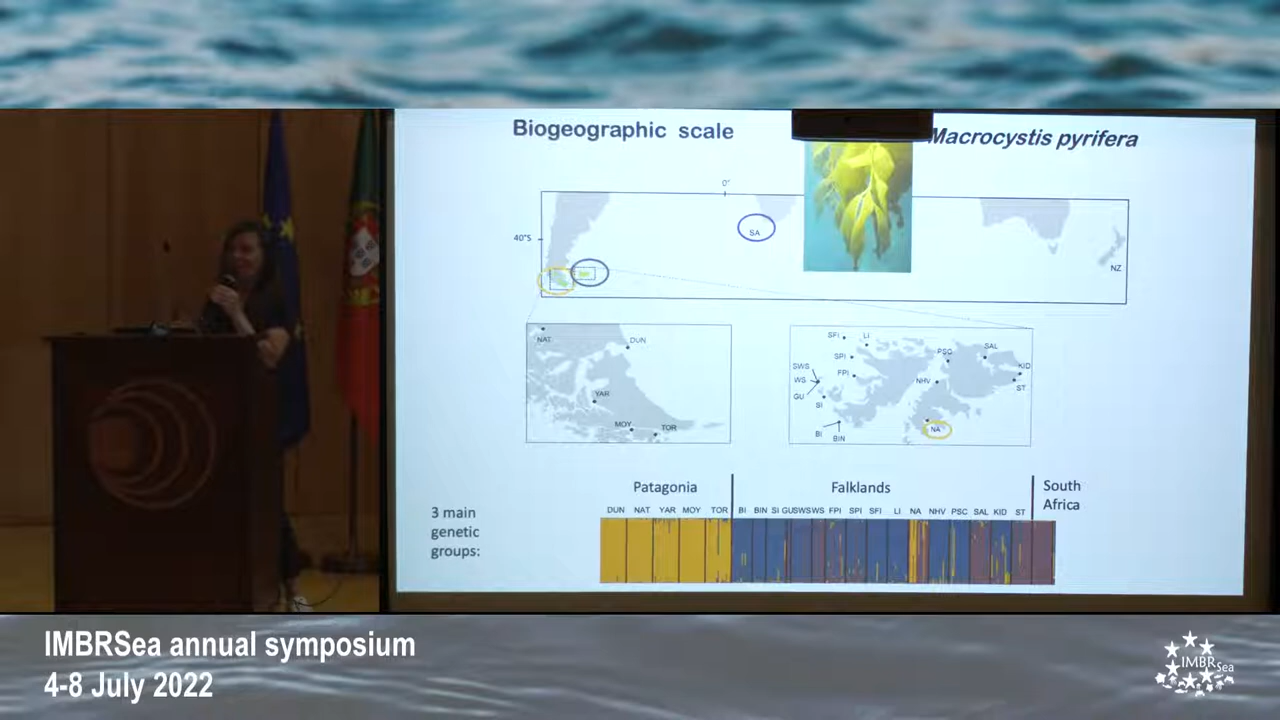 Biogeographic scale
Macrocystis pyrifera
0°
40°S
SA
NZ
NAT
DUN
YAR
MOY
TOR
SFI
LI
SPI
PSC
SAL
SWS
FPI
KID
WS
NHV
ST
GU
SI
NA
BI
BIN
Patagonia
Falklands
South
Africa
3 main
genetic
groups:
DUN NAT YAR MOY TOR BI BIN SI GUSWSWS FPI SPI SFI LI NA NHV PSC SAL KID ST
IMBRSea annual symposium
4-8 July 2022
IMBRSea